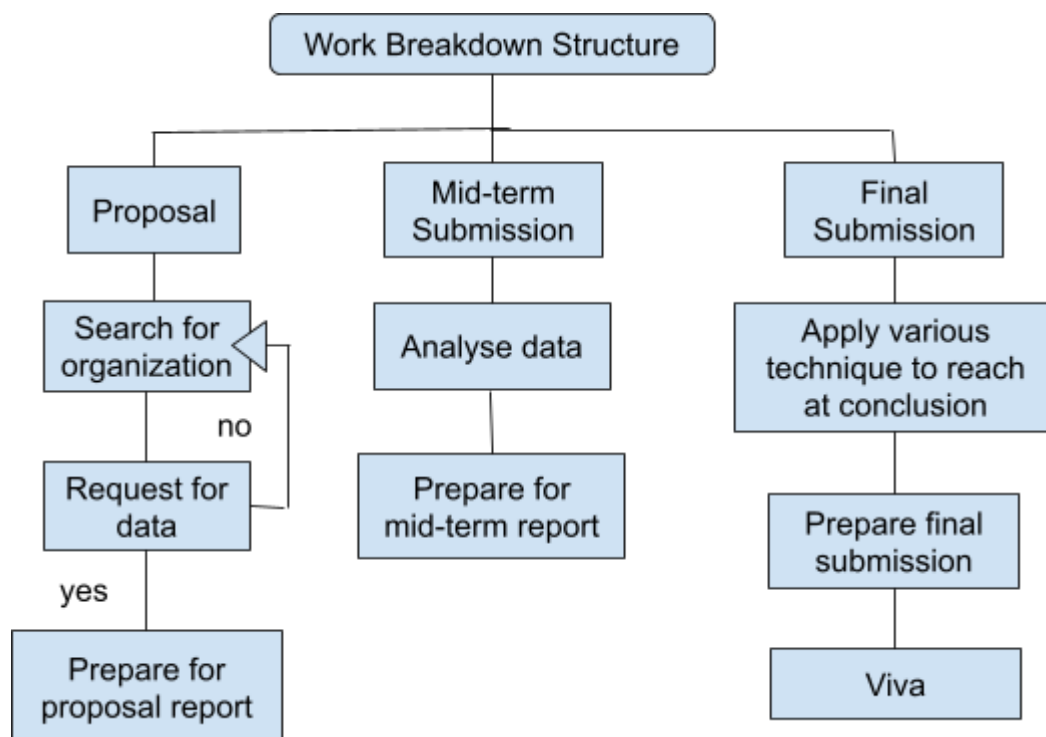 Work Breakdown Structure
Proposal
Search for
organization
no
Request for
data
yes
Prepare for
proposal report
Mid-term
Submission
Analyse data
Prepare for
mid-term report
Final
Submission
Apply various
technique to reach
at conclusion
Prepare final
submission
Viva